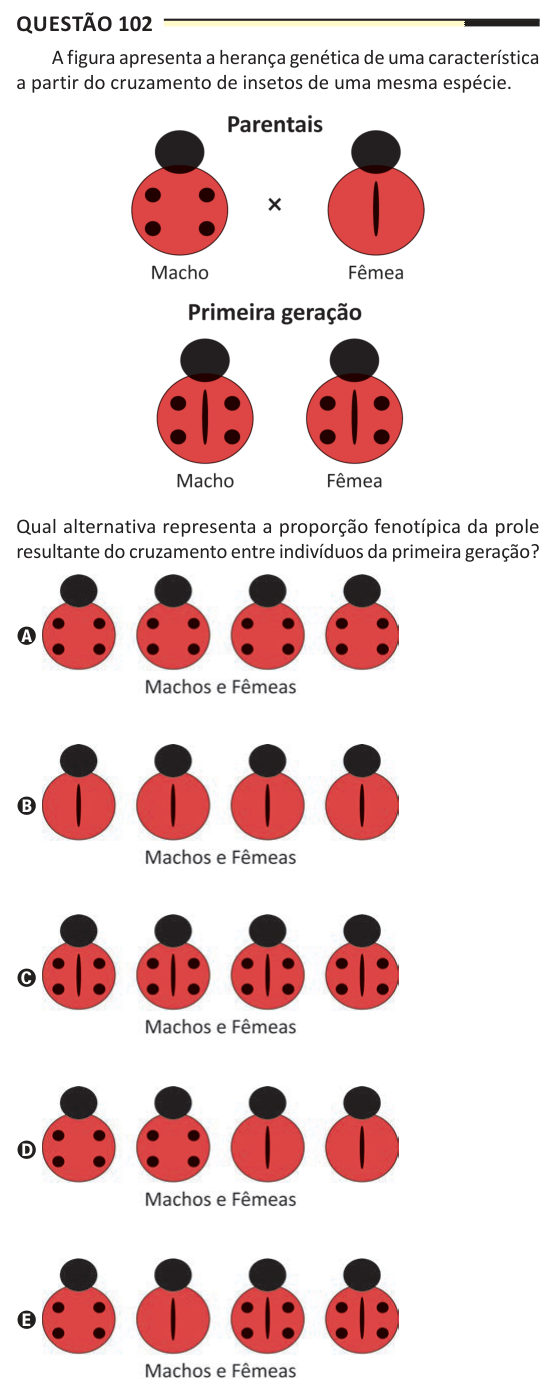 QUESTÃO 102
A figura apresenta a herança genética de uma característica
a partir do cruzamento de insetos de uma mesma espécie.
Parentais
×
Macho Fêmea
Primeira geração
Macho Fêmea
Qual alternativa representa a proporção fenotípica da prole
resultante do cruzamento entre indivíduos da primeira geração?
A
Machos e Fêmeas
B
Machos e Fêmeas
C
Machos e Fêmeas
D
Machos e Fêmeas
E
Machos e Fêmeas